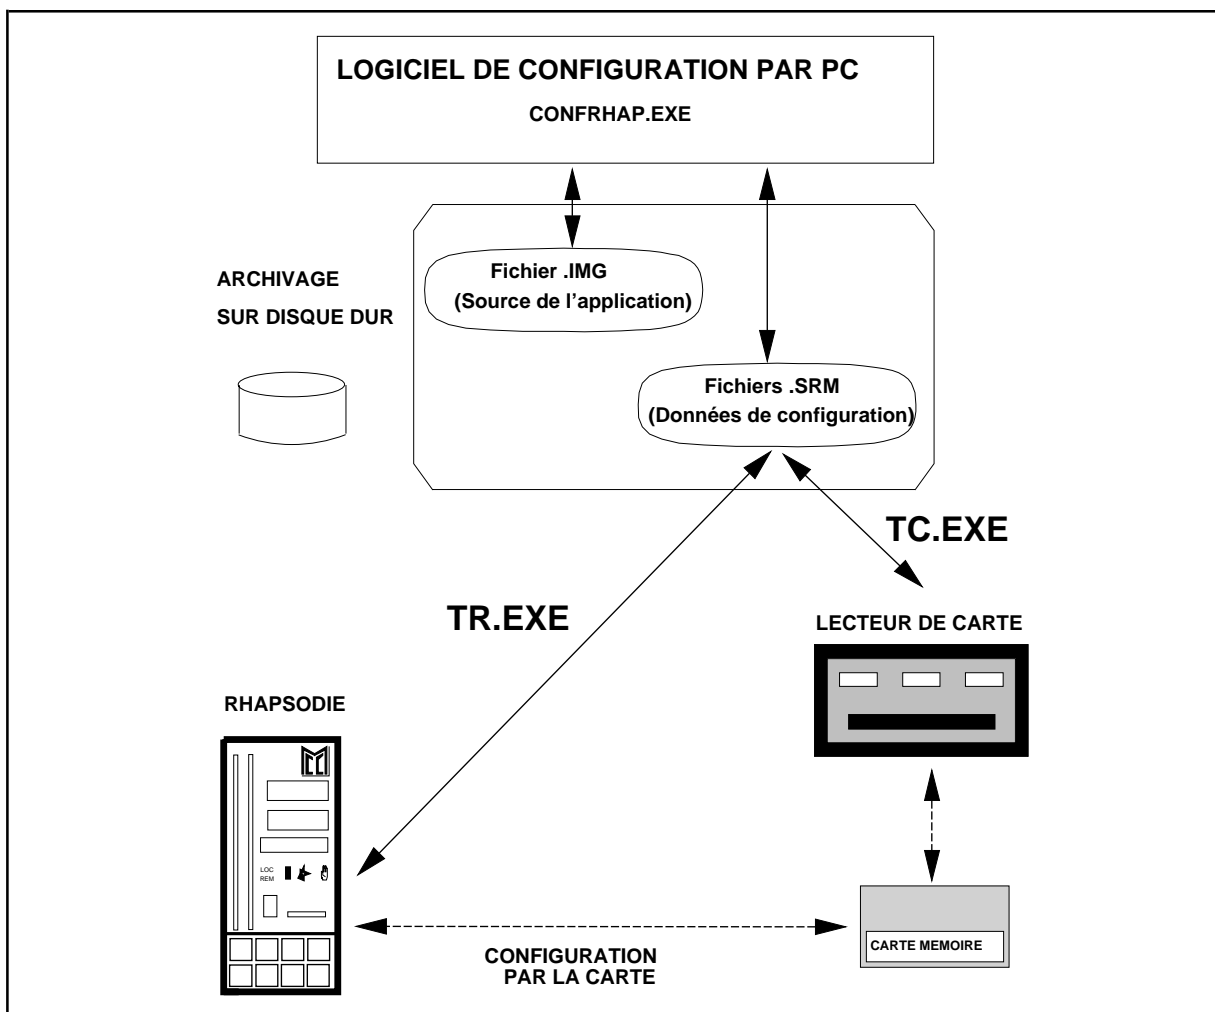 LOGICIEL DE CONFIGURATION PAR PC
CONFRHAP.EXE
ARCHIVAGE
SUR DISQUE DUR
Fichier .IMG
(Source de l’application)
Fichiers .SRM
(Données de configuration)
TC.EXE
TR.EXE
LECTEUR DE CARTE
RHAPSODIE
LOC
REM
CARTE MEMOIRE
CONFIGURATION
PAR LA CARTE